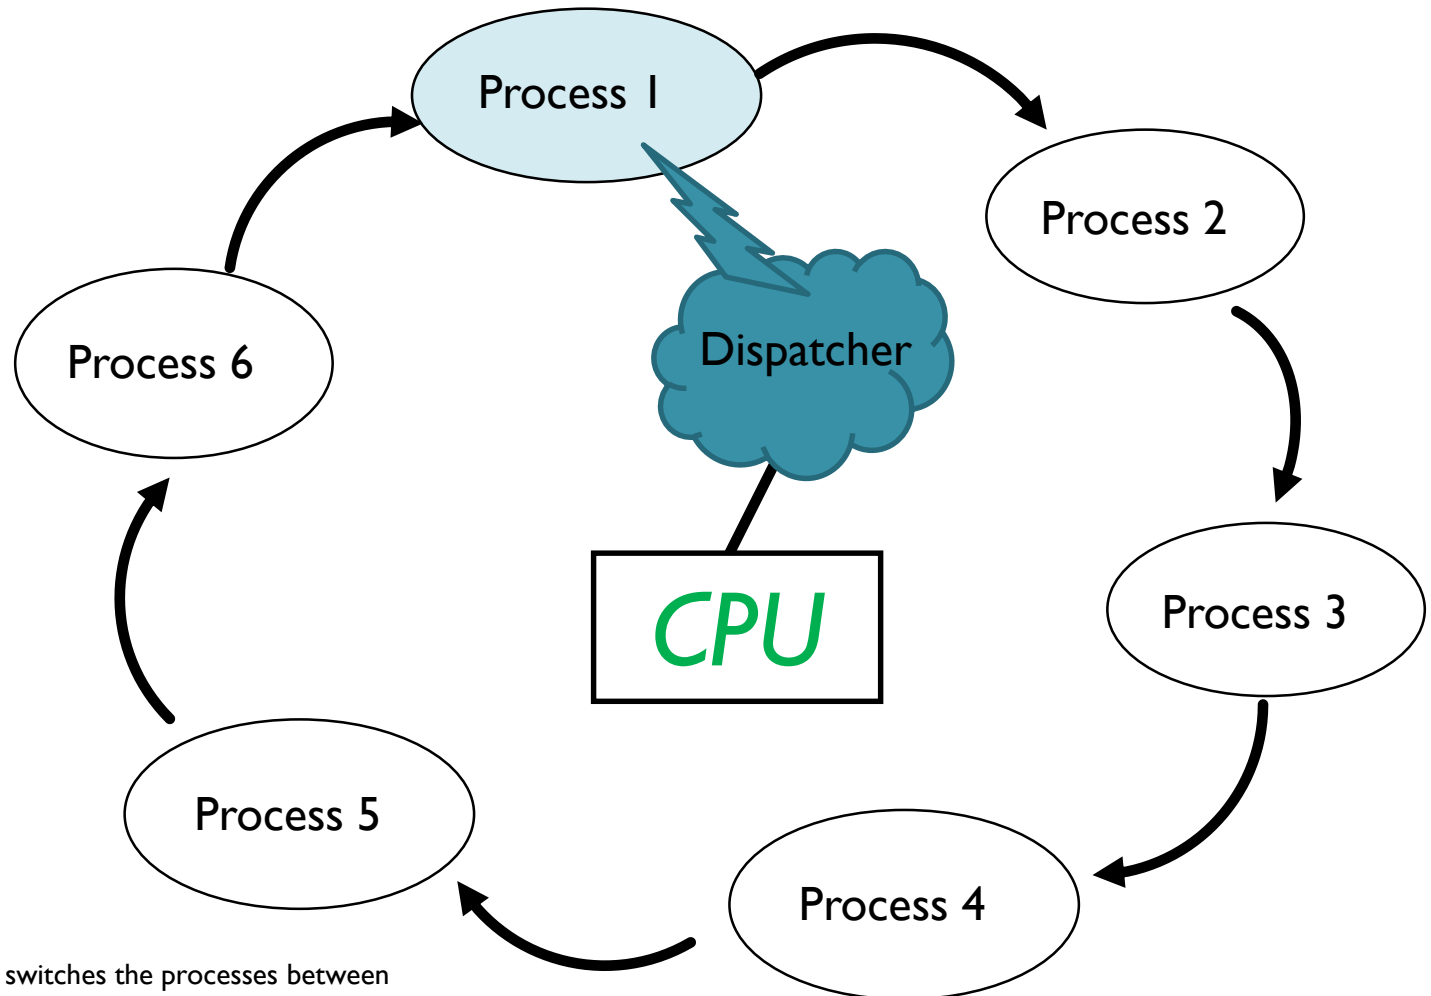 Process 1
Process 2
Process 6
Dispatcher
CPU
Process 3
Process 5
Process 4
switches the processes between